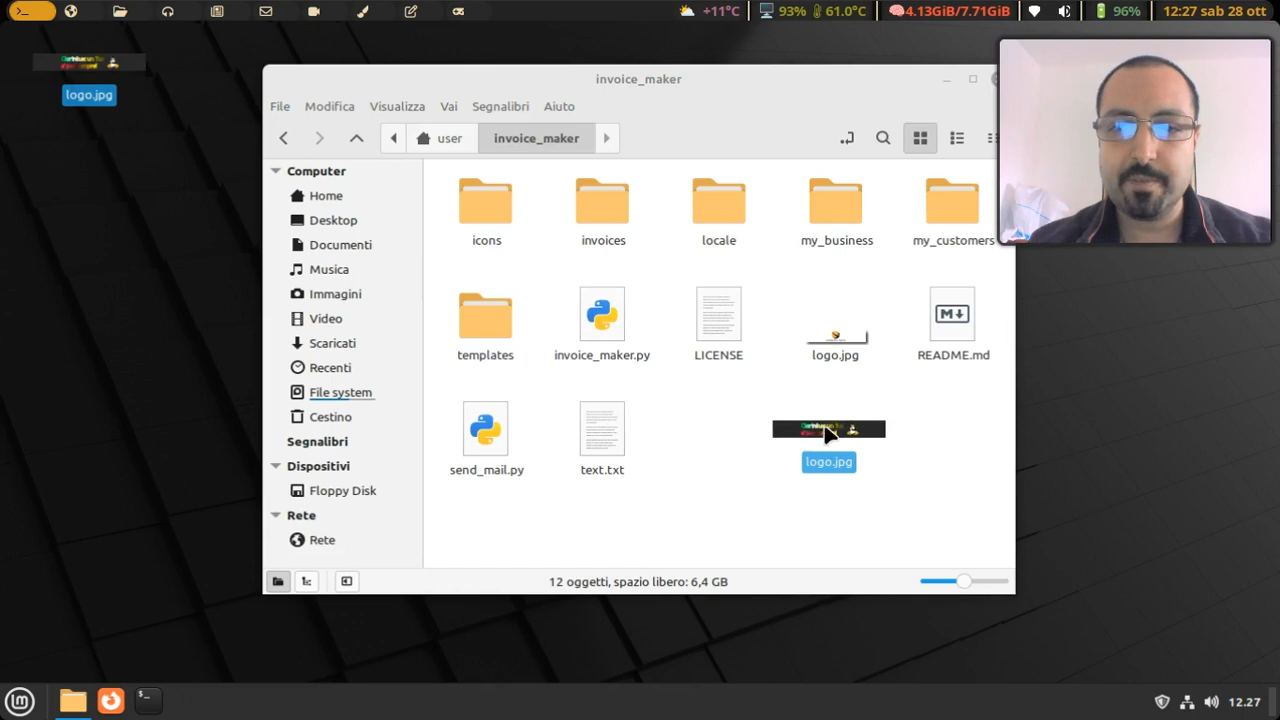 +11°C
93%
61.0°C
4.13GiB/7.71GiB
96%
12:27 sab 28 ott
logo.jpg
invoice_maker
File
Modifica
Visualizza
Vai
Segnalibri
Aiuto
user
invoice_maker
Computer
Home
Desktop
Documenti
Musica
Immagini
Video
Scaricati
Recenti
File system
Cestino
Segnalibri
Dispositivi
Floppy Disk
Rete
Rete
icons
invoices
locale
my_business
my_customers
templates
invoice_maker.py
LICENSE
logo.jpg
README.md
send_mail.py
text.txt
logo.jpg
12 oggetti, spazio libero: 6,4 GB
12.27